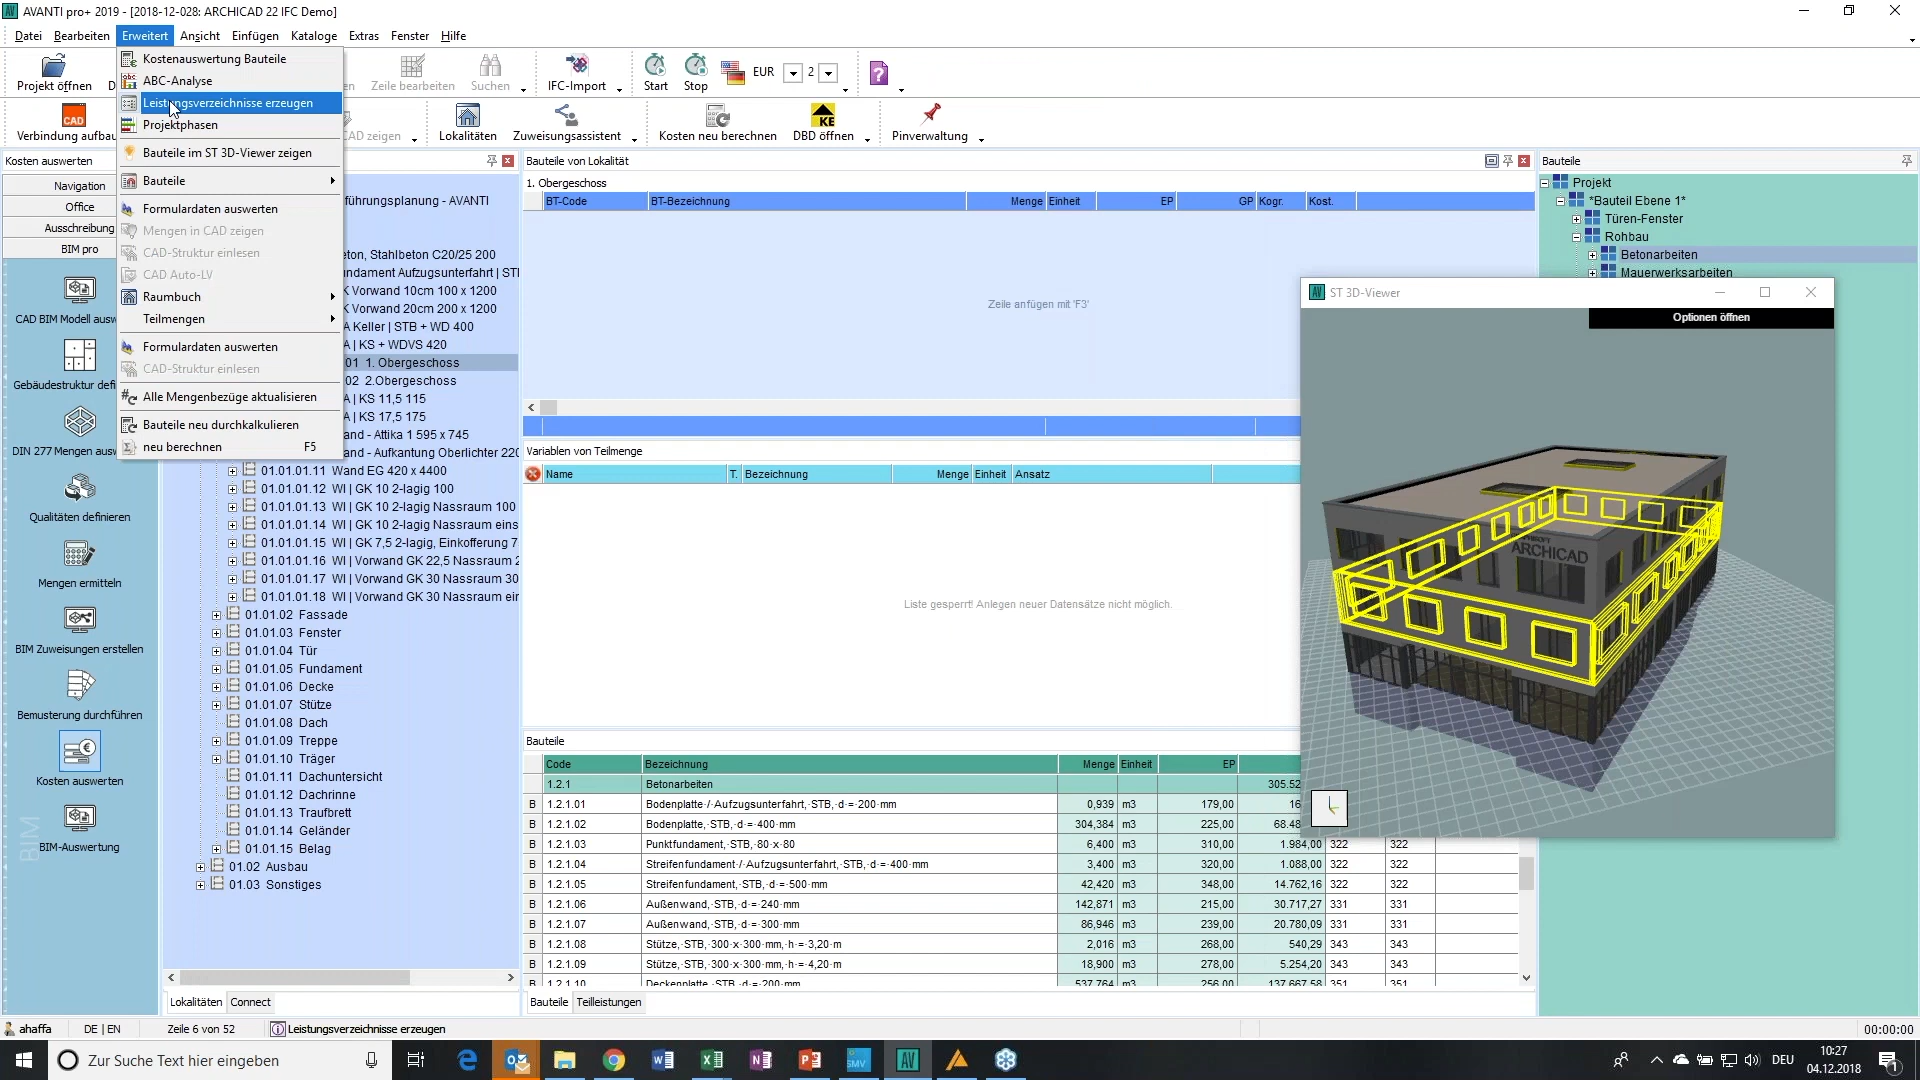 AVANTI pro+ 2019 - [2018-12-028: ARCHICAD 22 IFC Demo]
Datei Bearbeiten Erweitert Ansicht Einfügen Kataloge Extras Fenster Hilfe
Projekt öffnen
Zeile bearbeiten
Suchen
IFC-Import
Start
Stop
EUR
2
Verbindung aufbau
CAD zeigen
Lokalitäten
Zuweisungsassistent
Kosten neu berechnen
DBD öffnen
Pinverwaltung
Kostenauswertung Bauteile
ABC-Analyse
Leistungsverzeichnisse erzeugen
Projektphasen
Bauteile im ST 3D-Viewer zeigen
Bauteile
Formulardaten auswerten
Mengen in CAD zeigen
CAD-Struktur einlesen
CAD Auto-LV
Raumbuch
Teilmengen
Formulardaten auswerten
CAD-Struktur einlesen
Alle Mengenbezüge aktualisieren
Bauteile neu durchkalkulieren
neu berechnen F5
Kosten auswerten
Navigation
Office
Ausschreibung
BIM pro
CAD BIM Modell ausw
Gebäudestruktur defi
DIN 277 Mengen ausw
Qualitäten definieren
Mengen ermitteln
BIM Zuweisungen erstellen
Bemusterung durchführen
Kosten auswerten
BIM-Auswertung
BIM
führungsplanung - AVANTI
eton, Stahlbeton C20/25 200
undament Aufzugsunterfahrt | STI
K Vorwand 10cm 100 x 1200
K Vorwand 20cm 200 x 1200
A Keller | STB + WD 400
A | KS + WDVS 420
01 1. Obergeschoss
02 2.Obergeschoss
A | KS 11,5 115
A | KS 17,5 175
and - Attika 1 595 x 745
and - Aufkantung Oberlichter 220
01.01.01.11 Wand EG 420 x 4400
01.01.01.12 WI | GK 10 2-lagig 100
01.01.01.13 WI | GK 10 2-lagig Nassraum 100
01.01.01.14 WI | GK 10 2-lagig Nassraum eins
01.01.01.15 WI | GK 7,5 2-lagig, Einkofferung 7
01.01.01.16 WI | Vorwand GK 22,5 Nassraum 2
01.01.01.17 WI | Vorwand GK 30 Nassraum 30
01.01.01.18 WI | Vorwand GK 30 Nassraum eir
01.01.02 Fassade
01.01.03 Fenster
01.01.04 Tür
01.01.05 Fundament
01.01.06 Decke
01.01.07 Stütze
01.01.08 Dach
01.01.09 Treppe
01.01.10 Träger
01.01.11 Dachuntersicht
01.01.12 Dachrinne
01.01.13 Traufbrett
01.01.14 Geländer
01.01.15 Belag
01.02 Ausbau
01.03 Sonstiges
Lokalitäten Connect
Bauteile von Lokalität
1. Obergeschoss
BT-Code BT-Bezeichnung Menge Einheit EP GP Kogr. Kost.
Zeile anfügen mit 'F3'
Variablen von Teilmenge
Name T. Bezeichnung Menge Einheit Ansatz
Liste gesperrt! Anlegen neuer Datensätze nicht möglich.
Bauteile
Code Bezeichnung Menge Einheit EP
1.2.1 Betonarbeiten 305.52
B 1.2.1.01 Bodenplatte·/·Aufzugsunterfahrt,·STB,·d·=·200·mm 0,939 m3 179,00 16
B 1.2.1.02 Bodenplatte,·STB,·d·=·400·mm 304,384 m3 225,00 68.48
B 1.2.1.03 Punktfundament,·STB,·80·x·80 6,400 m3 310,00 1.984,00 322 322
B 1.2.1.04 Streifenfundament·/·Aufzugsunterfahrt,·STB,·d·=·400·mm 3,400 m3 320,00 1.088,00 322 322
B 1.2.1.05 Streifenfundament,·STB,·d·=·500·mm 42,420 m3 348,00 14.762,16 322 322
B 1.2.1.06 Außenwand,·STB,·d·=·240·mm 142,871 m3 215,00 30.717,27 331 331
B 1.2.1.07 Außenwand,·STB,·d·=·300·mm 86,946 m3 239,00 20.780,09 331 331
B 1.2.1.08 Stütze,·STB,·300·x·300·mm,·h·=·3,20·m 2,016 m3 268,00 540,29 343 343
B 1.2.1.09 Stütze,·STB,·300·x·300·mm,·h·=·4,20·m 18,900 m3 278,00 5.254,20 343 343
B 1.2.1.10 Deckenplatte,·STB,·d·=·200·mm 537,764 m3 256,00 137.667,58 351 351
Bauteile Teilleistungen
Bauteile
Projekt
*Bauteil Ebene 1*
Türen-Fenster
Rohbau
Betonarbeiten
Mauerwerksarbeiten
ST 3D-Viewer
Optionen öffnen
ARCHICAD
ahaffa DE | EN Zeile 6 von 52 Leistungsverzeichnisse erzeugen 00:00:00
Zur Suche Text hier eingeben
DEU
10:27
04.12.2018